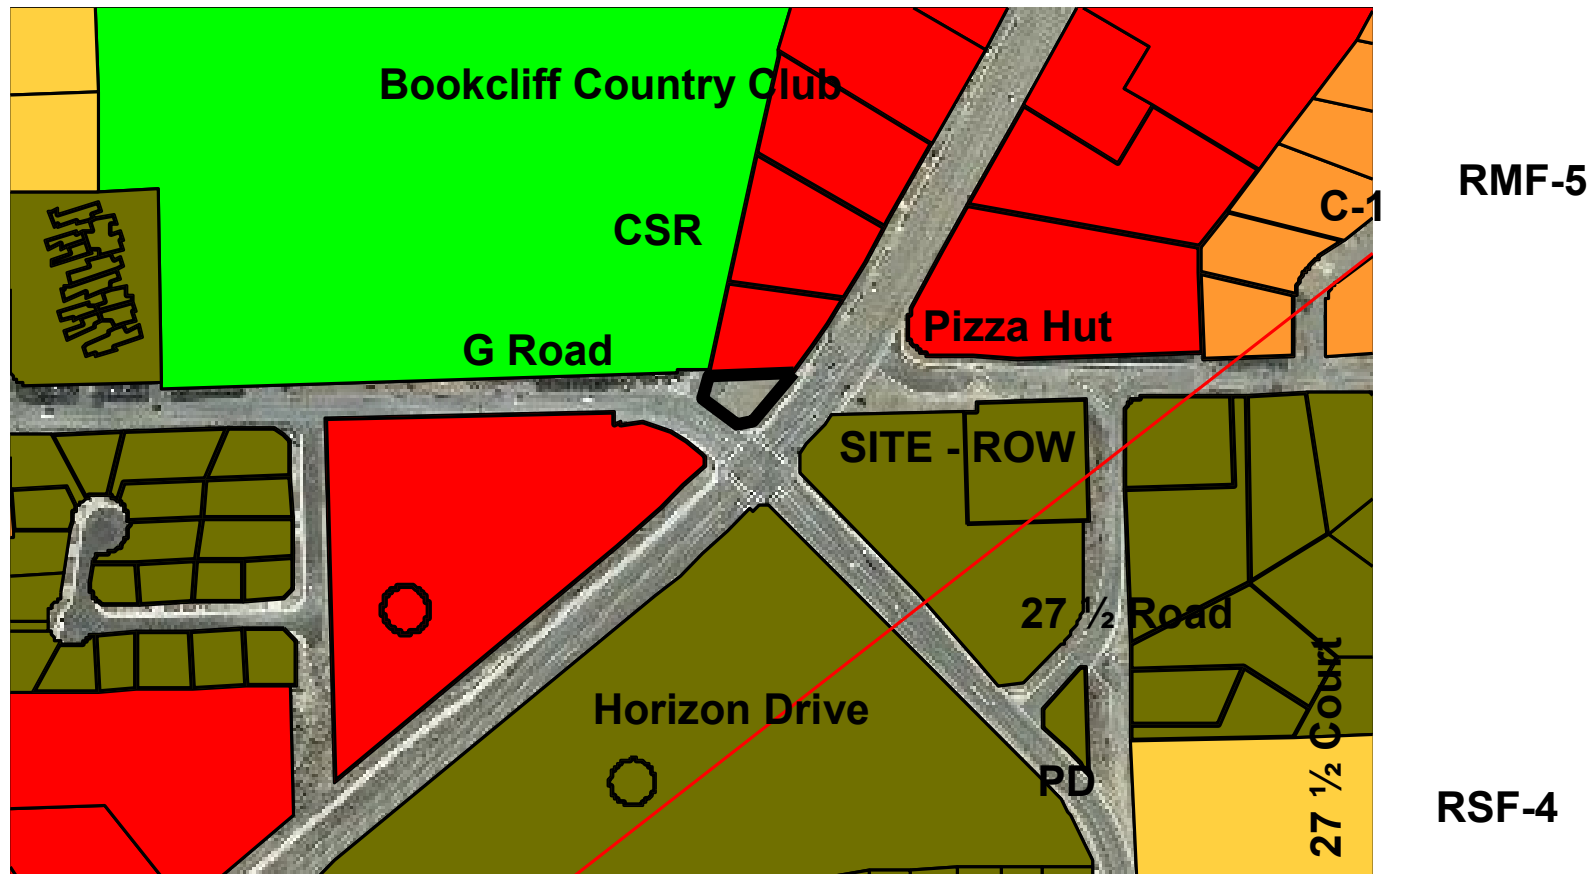 Bookcliff Country Club
RMF-5
C-1
CSR
Pizza Hut
G Road
SITE - ROW
27 ½ Road
Horizon Drive
27 ½ Court
PD
RSF-4